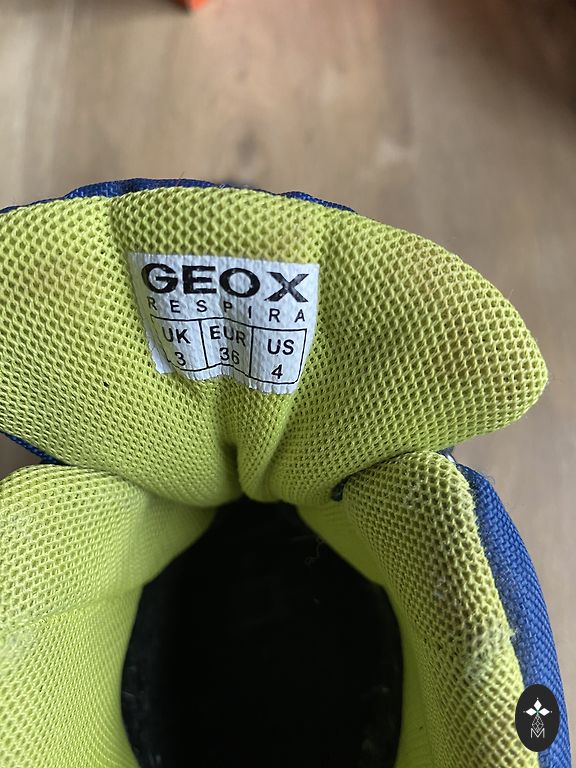 GEOX
RESPIRA
UK EUR US
3 36 4